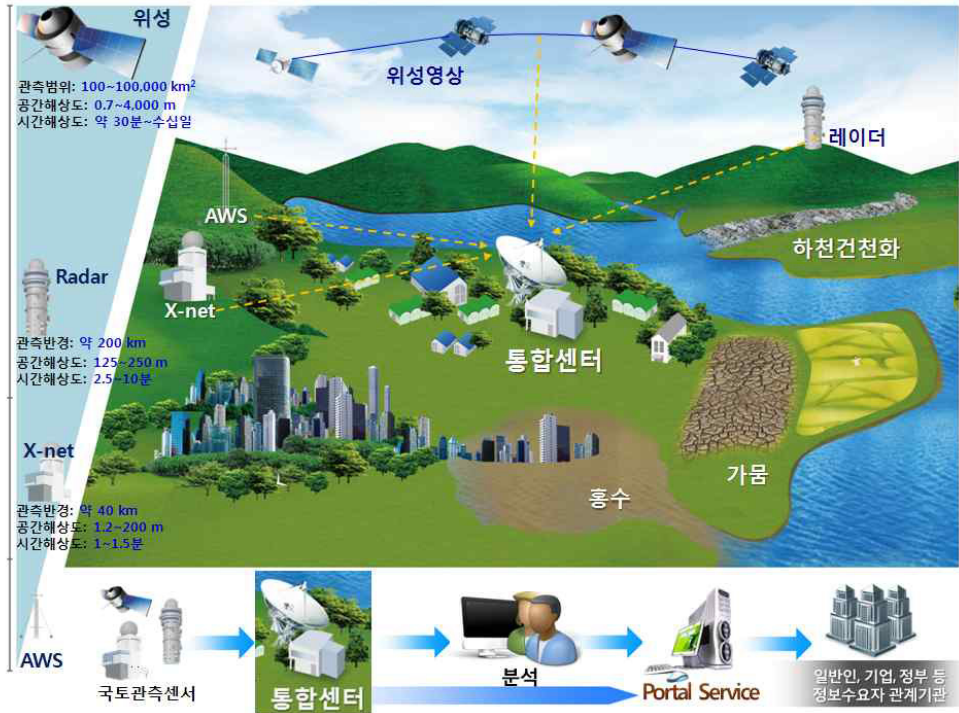 위성
관측범위: 100~100,000 km²
공간해상도: 0.7~4,000 m
시간해상도: 약 30분~수십일
위성영상
레이더
AWS
하천건천화
X-net
Radar
관측반경: 약 200 km
공간해상도: 125~250 m
시간해상도: 2.5~10분
통합센터
X-net
가뭄
홍수
관측반경: 약 40 km
공간해상도: 1.2~200 m
시간해상도: 1~1.5분
AWS
국토관측센서
통합센터
분석
Portal Service
일반인, 기업, 정부 등
정보수요자 관계기관